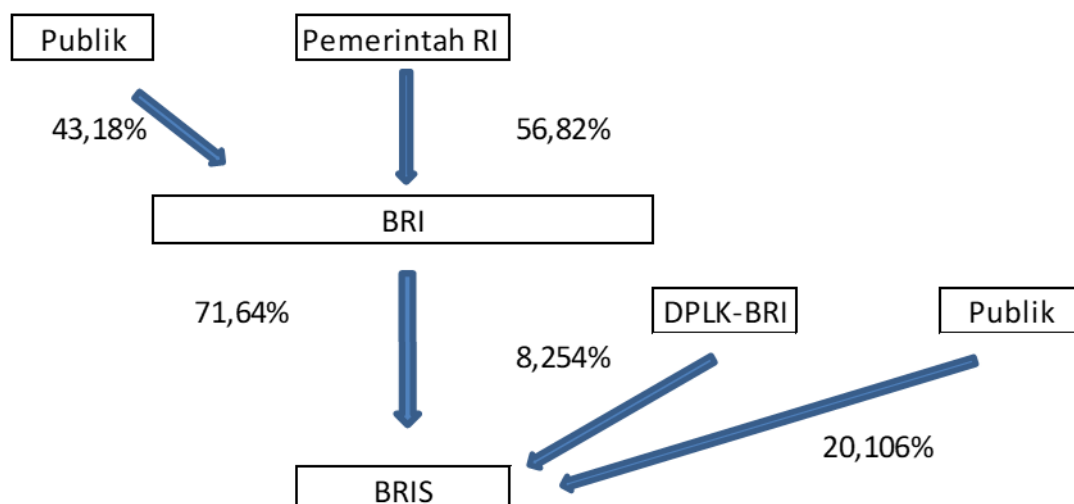 Publik
Pemerintah RI
43,18%
56,82%
BRI
71,64%
DPLK-BRI
Publik
8,254%
20,106%
BRIS